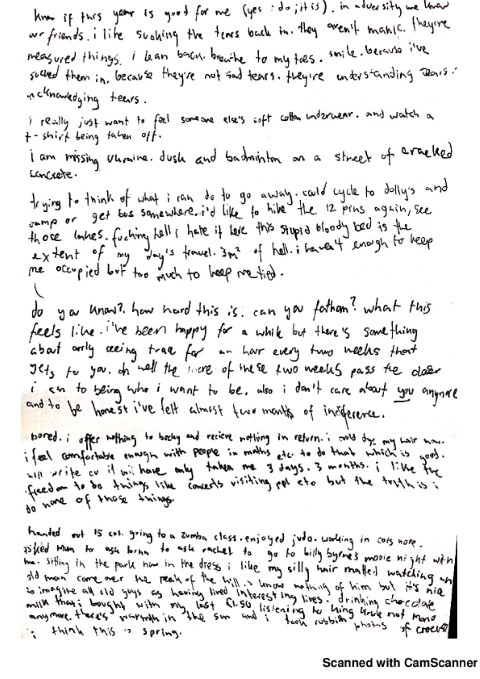 know if this year is good for me (yes : do ; it is). in adversity we know
our friends. i like sucking the tears back in. they aren't manic. they're
measured things. i lean back. breathe to my toes. smile. because i've
sucked them in. because they're not sad tears. they're understanding tears.
acknowledging tears.
i really just want to feel someone else's soft cotton underwear. and watch a
t-shirt being taken off.
i am missing ukraine. dusk and badminton on a street of cracked
concrete.
trying to think of what i can do to go away. could cycle to dolly's and
camp or get bus somewhere. i'd like to hike the 12 pins again, see
those lakes. fucking hell i hate it here this stupid bloody bed is the
extent of my day's travel. 3m² of hell. i haven't enough to keep
me occupied but too much to keep me tied.
do you know? how hard this is. can you fathom? what this
feels like. i've been happy for a while but there's something
about only seeing for an hour every two weeks that
gets to you. oh well the more of these two weeks pass the closer
i am to being who i want to be. also i don't care about you anymore
and to be honest i've felt almost two months of indifference.
bored. i offer nothing to becky and recieve nothing in return. i could dye my hair now.
i feel comfortable enough with people in maths etc. to do that which is good.
will write cv it will have only taken me 3 days. 3 months. i like the
freedom to do things like concerts visiting ppl etc but the truth is i
do none of those things.
handed out 15 cvs. going to a zumba class. enjoyed judo. working in
asked mum to ask to ask rachel to go to billy byrne's movie night with
me. sitting in the park now in the dress i like my silly hair matted watching an
old man come over the peak of the hill. i know nothing of him but it's nice
to imagine all old guys as having lived interesting lives. drinking chocolate
milk that i bought with my last €1.50 listening to king krule not mono
anymore. there's warmth in the sun and i took rubbish photos of crocuses
i think this is spring.
Scanned with CamScanner